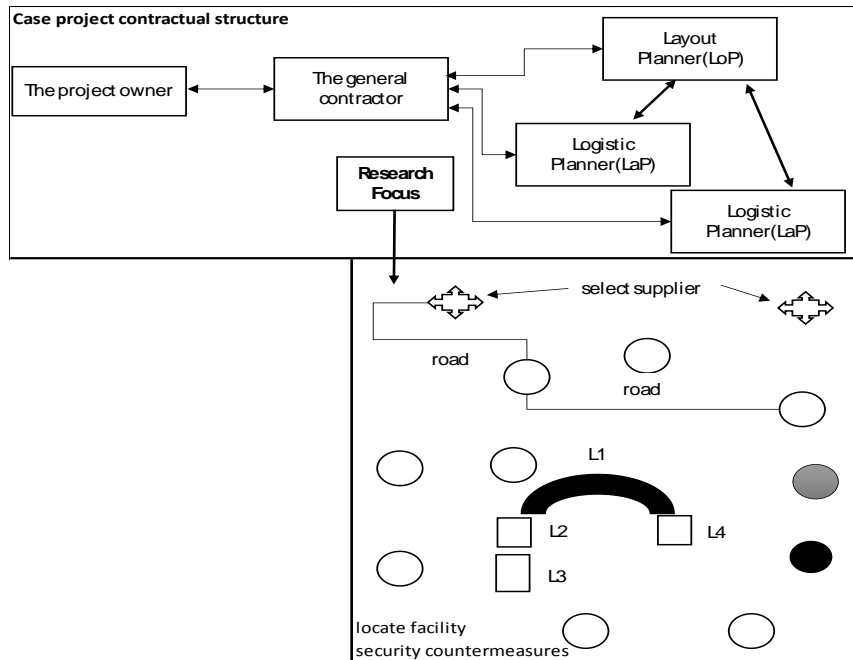 Case project contractual structure
The project owner
The general
contractor
Layout
Planner(LoP)
Logistic
Planner(LaP)
Logistic
Planner(LaP)
Research
Focus
select supplier
road
road
L1
L2
L4
L3
locate facility
security countermeasures